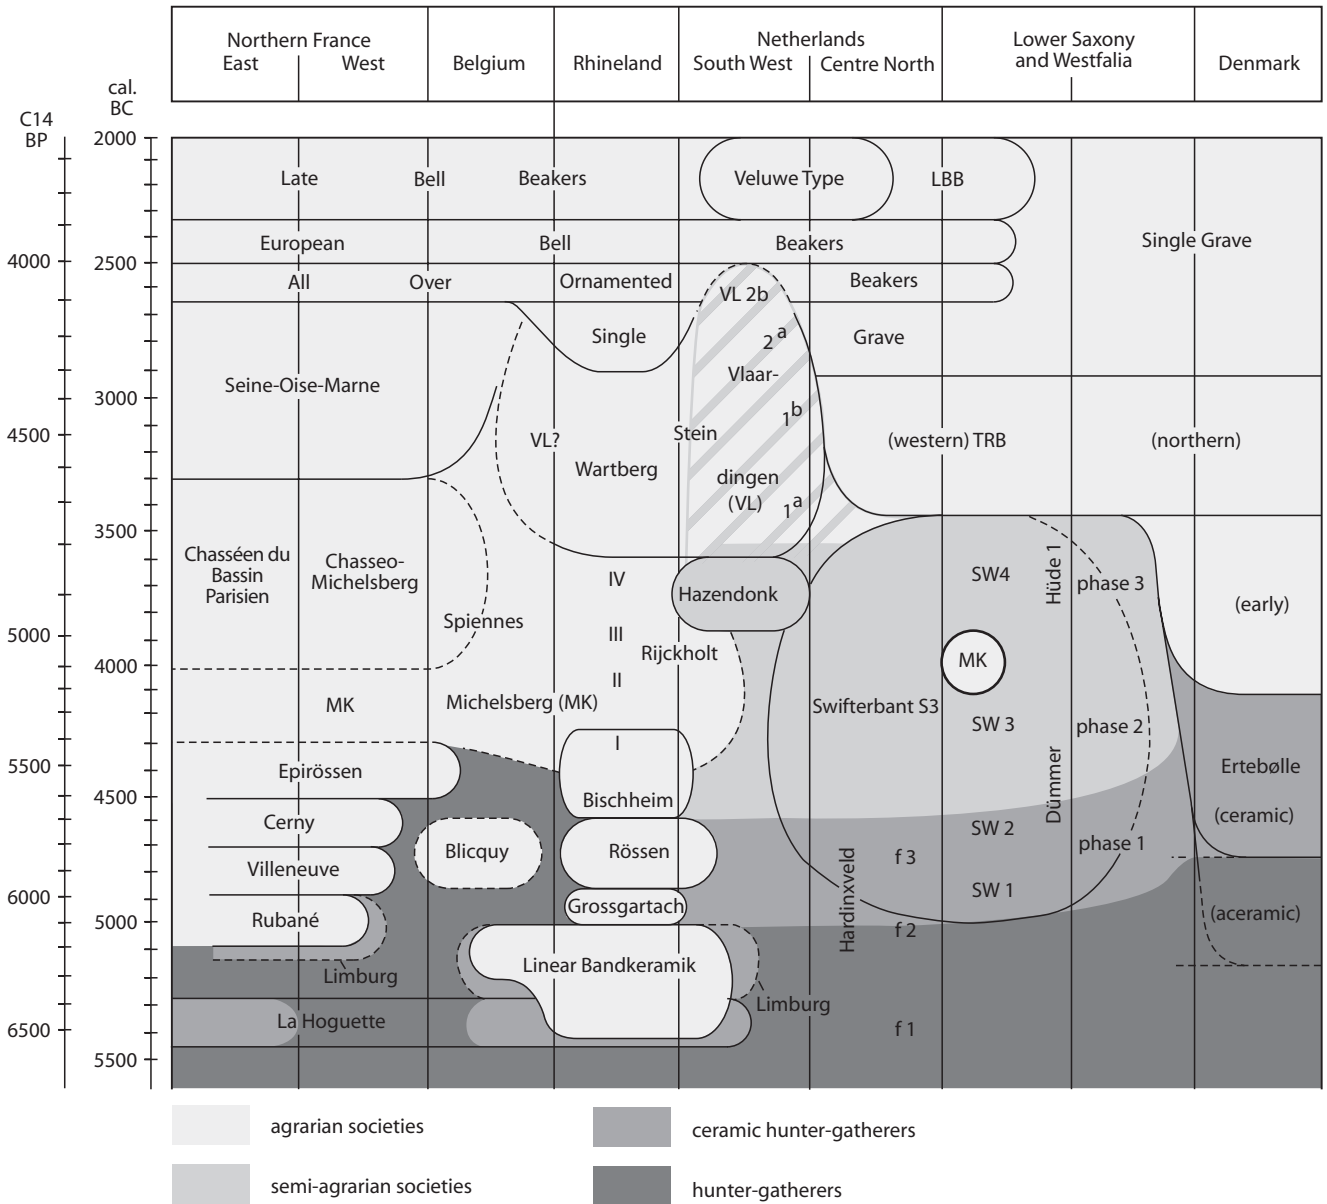 Northern France
East West
Belgium
Rhineland
Netherlands
South West Centre North
Lower Saxony
and Westfalia
Denmark
cal.
BC
C14
BP
2000
2500
3000
3500
4000
4500
5000
5500
4000
4500
5000
5500
6000
6500
Late Bell Beakers
Veluwe Type
LBB
European Bell Beakers
Single Grave
All Over Ornamented Beakers
VL 2b
Single
2 a
Grave
Vlaar-
Seine-Oise-Marne
1 b
VL?
Stein
Wartberg
(western) TRB
(northern)
dingen
(VL)
1 a
Chasséen du
Bassin
Parisien
Chasseo-
Michelsberg
Spiennes
IV
III
II
I
Hazendonk
Rijckholt
SW4
Hüde 1
phase 3
(early)
MK
MK
Michelsberg (MK)
Swifterbant S3
SW 3
phase 2
Dümmer
Epirössen
Bischheim
Ertebølle
(ceramic)
Cerny
SW 2
phase 1
Villeneuve
Blicquy
Rössen
f 3
SW 1
Hardinxveld
Rubané
Grossgartach
f 2
(aceramic)
Limburg
Linear Bandkeramik
Limburg
La Hoguette
f 1
agrarian societies
semi-agrarian societies
ceramic hunter-gatherers
hunter-gatherers